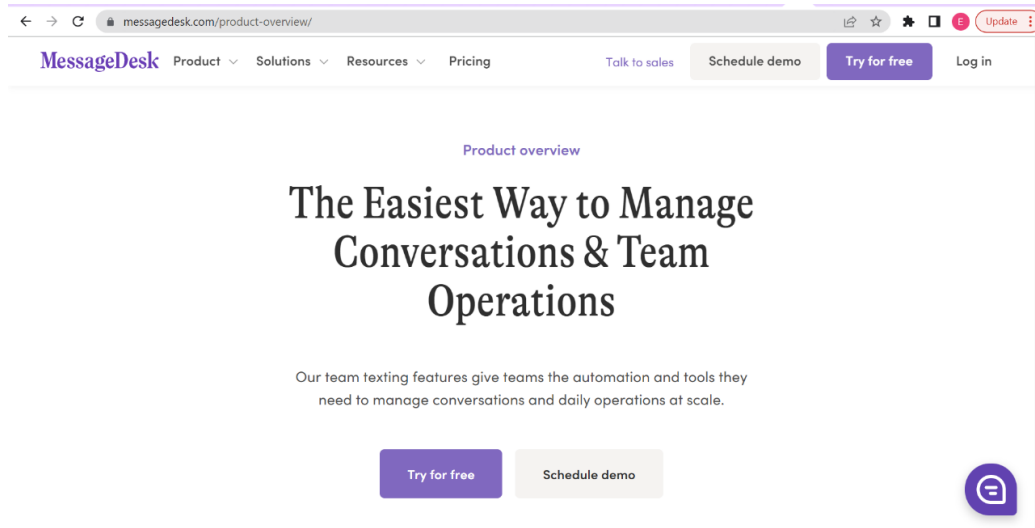 messagedesk.com/product-overview/
E
Update
MessageDesk Product Solutions Resources Pricing Talk to sales Schedule demo Try for free Log in
Product overview
The Easiest Way to Manage
Conversations & Team
Operations
Our team texting features give teams the automation and tools they
need to manage conversations and daily operations at scale.
Try for free Schedule demo